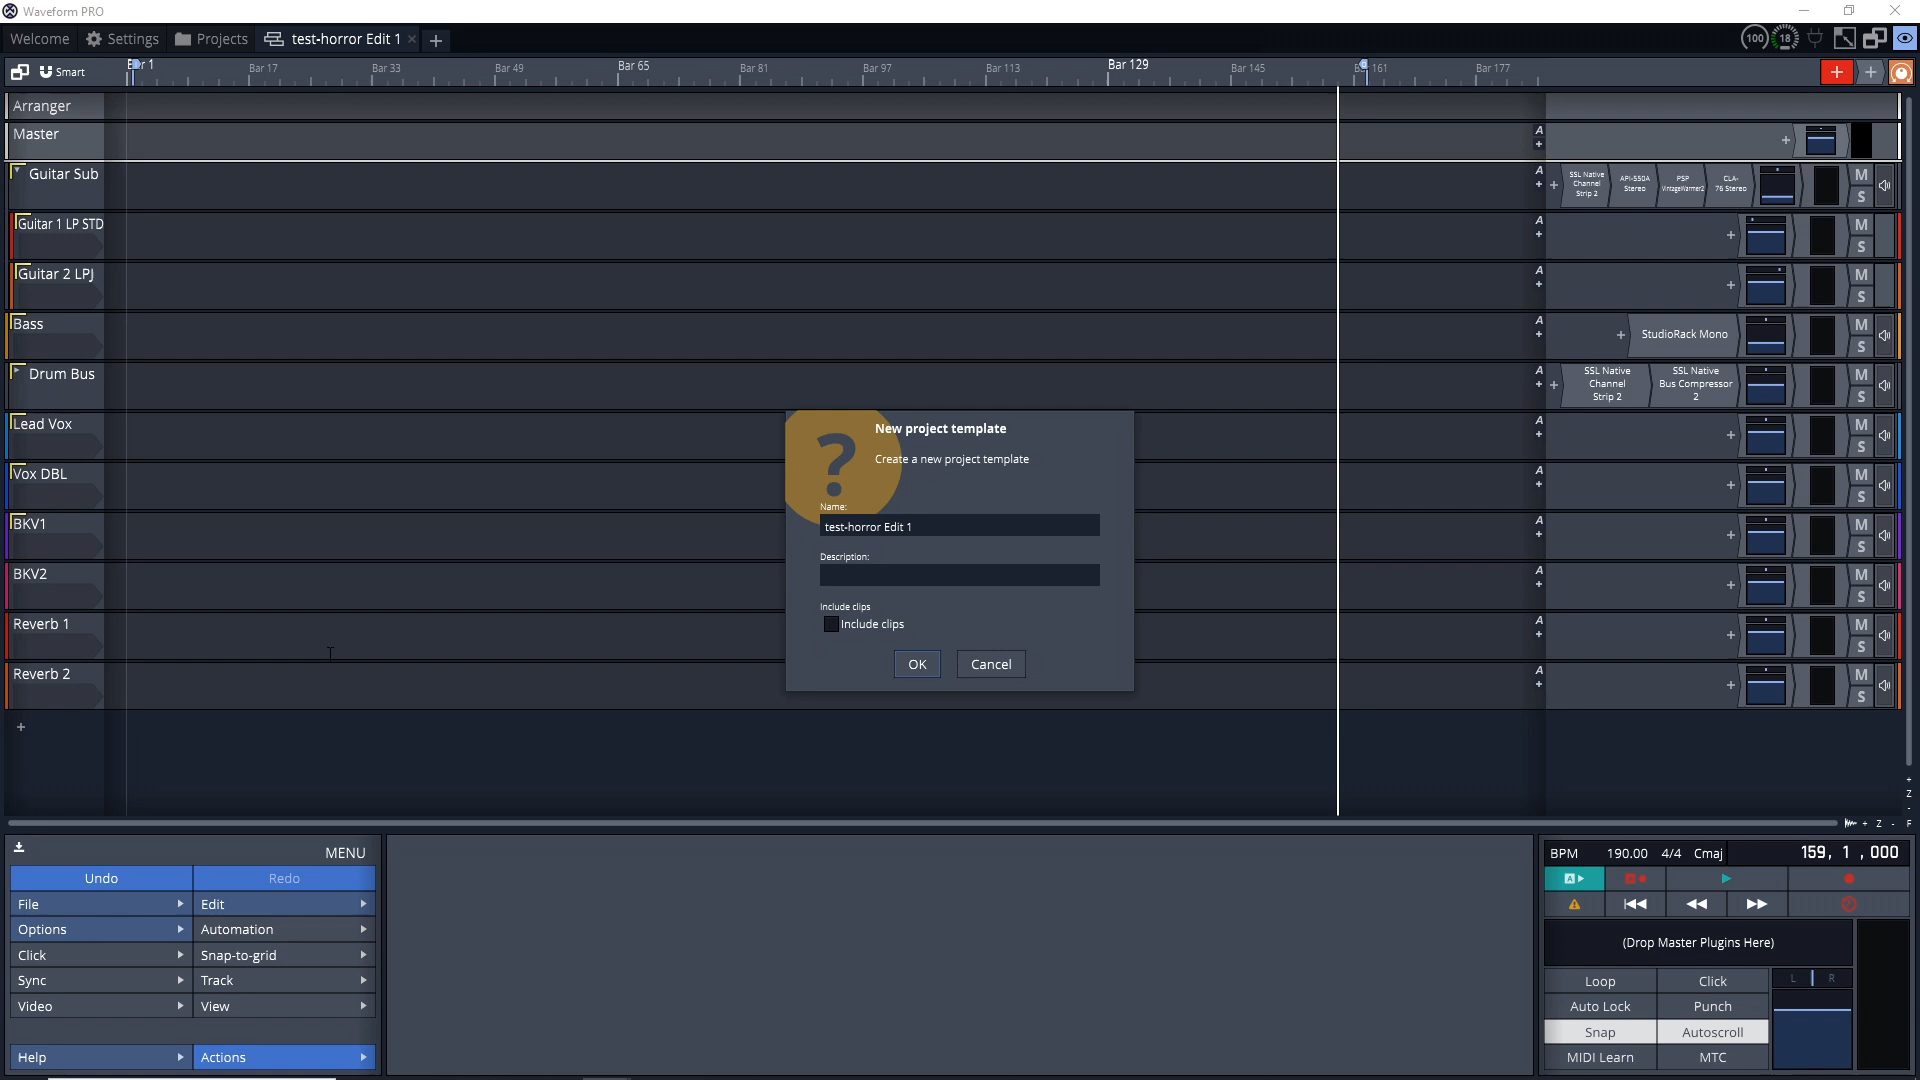 Waveform PRO
Welcome Settings Projects test-horror Edit 1 × +
100 18
Smart Bar 17 Bar 33 Bar 49 Bar 65 Bar 81 Bar 97 Bar 113 Bar 129 Bar 145 161 Bar 177
Arranger
Master A
Guitar Sub A SSL Native Channel Strip 2 API-550A Stereo PSP VintageWarmer2 CLA-76 Stereo M S
Guitar 1 LP STD A M S
Guitar 2 LPJ A M S
Bass A StudioRack Mono M S
Drum Bus A SSL Native Channel Strip 2 SSL Native Bus Compressor 2 M S
Lead Vox A M S
Vox DBL A M S
BKV1 A M S
BKV2 A M S
Reverb 1 A M S
Reverb 2 A M S
+
New project template
Create a new project template
Name:
test-horror Edit 1
Description:
Include clips
Include clips
OK Cancel
+
Z
-
+ Z - F
MENU
Undo Redo
File Edit
Options Automation
Click Snap-to-grid
Sync Track
Video View
Help Actions
BPM 190.00 4/4 Cmaj 159, 1 , 000
A
(Drop Master Plugins Here)
Loop Click L R
Auto Lock Punch
Snap Autoscroll
MIDI Learn MTC